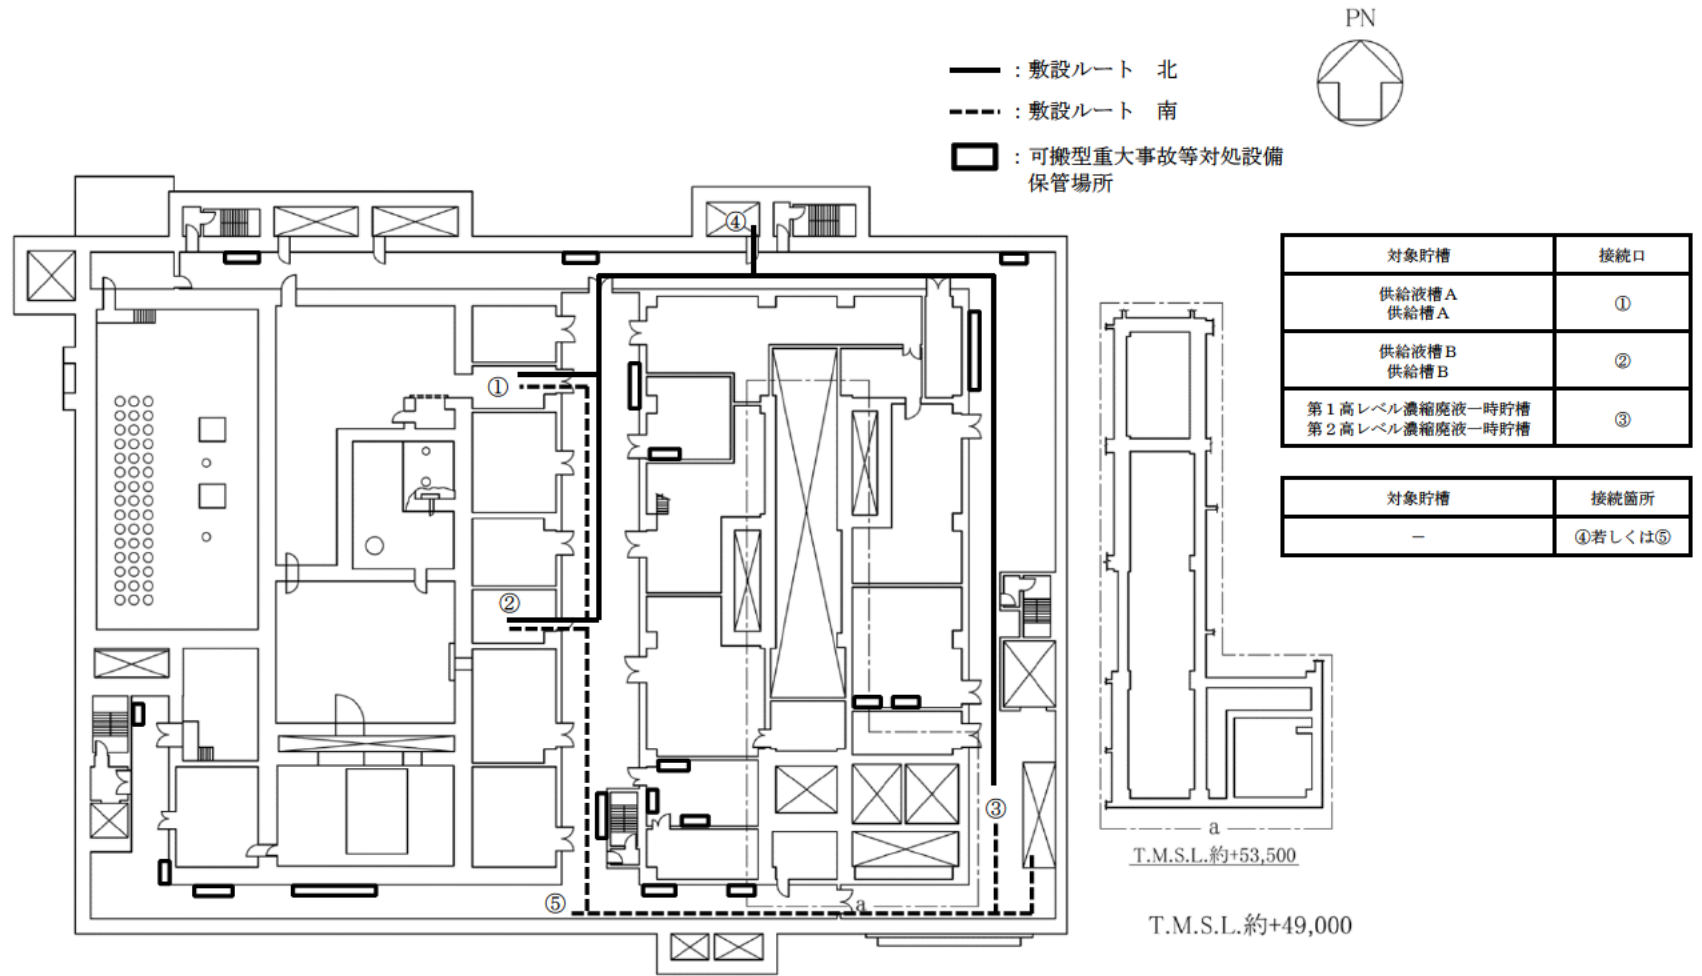 PN
：敷設ルート　北
：敷設ルート　南
：可搬型重大事故等対処設備
保管場所
④
①
②
③
⑤
a
対象貯槽 接続口
供給液槽A
供給槽A
①
供給液槽B
供給槽B
②
第１高レベル濃縮廃液一時貯槽
第２高レベル濃縮廃液一時貯槽
③
対象貯槽 接続箇所
－ ④若しくは⑤
a
T.M.S.L.約+53,500
T.M.S.L.約+49,000